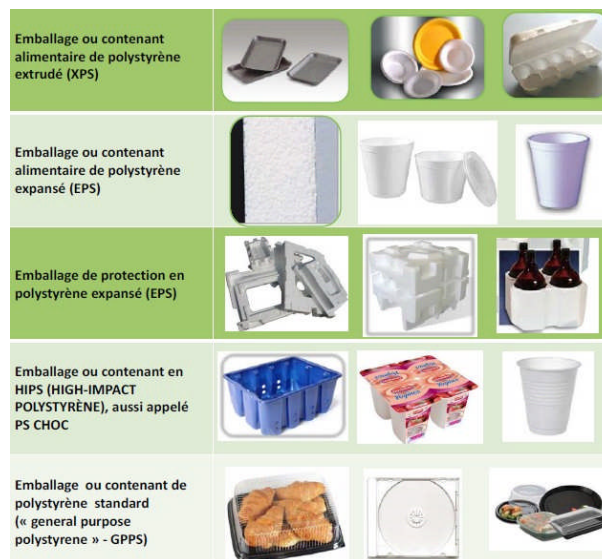 Emballage ou contenant
alimentaire de polystyrène
extrudé (XPS)
Emballage ou contenant
alimentaire de polystyrène
expansé (EPS)
Emballage de protection en
polystyrène expansé (EPS)
Emballage ou contenant en
HIPS (HIGH-IMPACT
POLYSTYRÈNE), aussi appelé
PS CHOC
Emballage ou contenant de
polystyrène standard
(« general purpose
polystyrene » - GPPS)